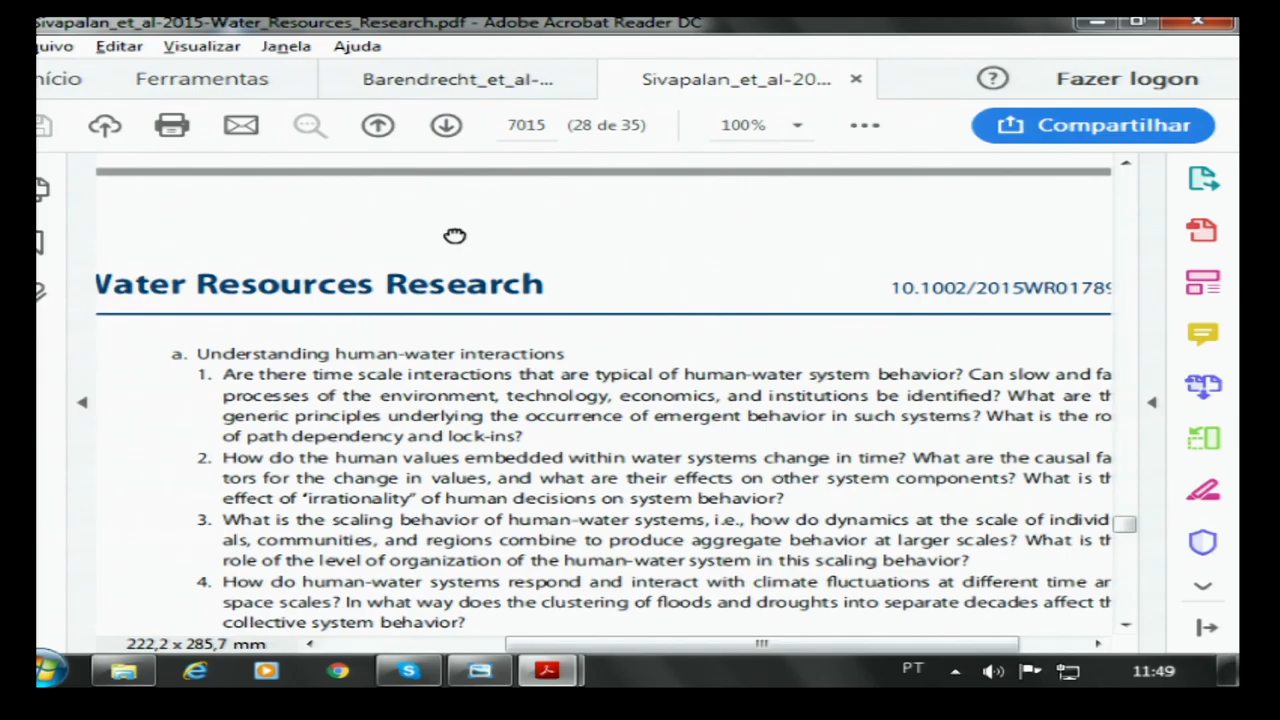 Sivapalan_et_al-2015-Water_Resources_Research.pdf - Adobe Acrobat Reader DC
quivo Editar Visualizar Janela Ajuda
nício Ferramentas Barendrecht_et_al-... Sivapalan_et_al-20... × ? Fazer logon
7015 (28 de 35) 100% ••• Compartilhar
Water Resources Research 10.1002/2015WR01789
a. Understanding human-water interactions
1. Are there time scale interactions that are typical of human-water system behavior? Can slow and fa
processes of the environment, technology, economics, and institutions be identified? What are th
generic principles underlying the occurrence of emergent behavior in such systems? What is the ro
of path dependency and lock-ins?
2. How do the human values embedded within water systems change in time? What are the causal fa
tors for the change in values, and what are their effects on other system components? What is th
effect of "irrationality" of human decisions on system behavior?
3. What is the scaling behavior of human-water systems, i.e., how do dynamics at the scale of individ
als, communities, and regions combine to produce aggregate behavior at larger scales? What is th
role of the level of organization of the human-water system in this scaling behavior?
4. How do human-water systems respond and interact with climate fluctuations at different time ar
space scales? In what way does the clustering of floods and droughts into separate decades affect th
collective system behavior?
222,2 x 285,7 mm
PT 11:49